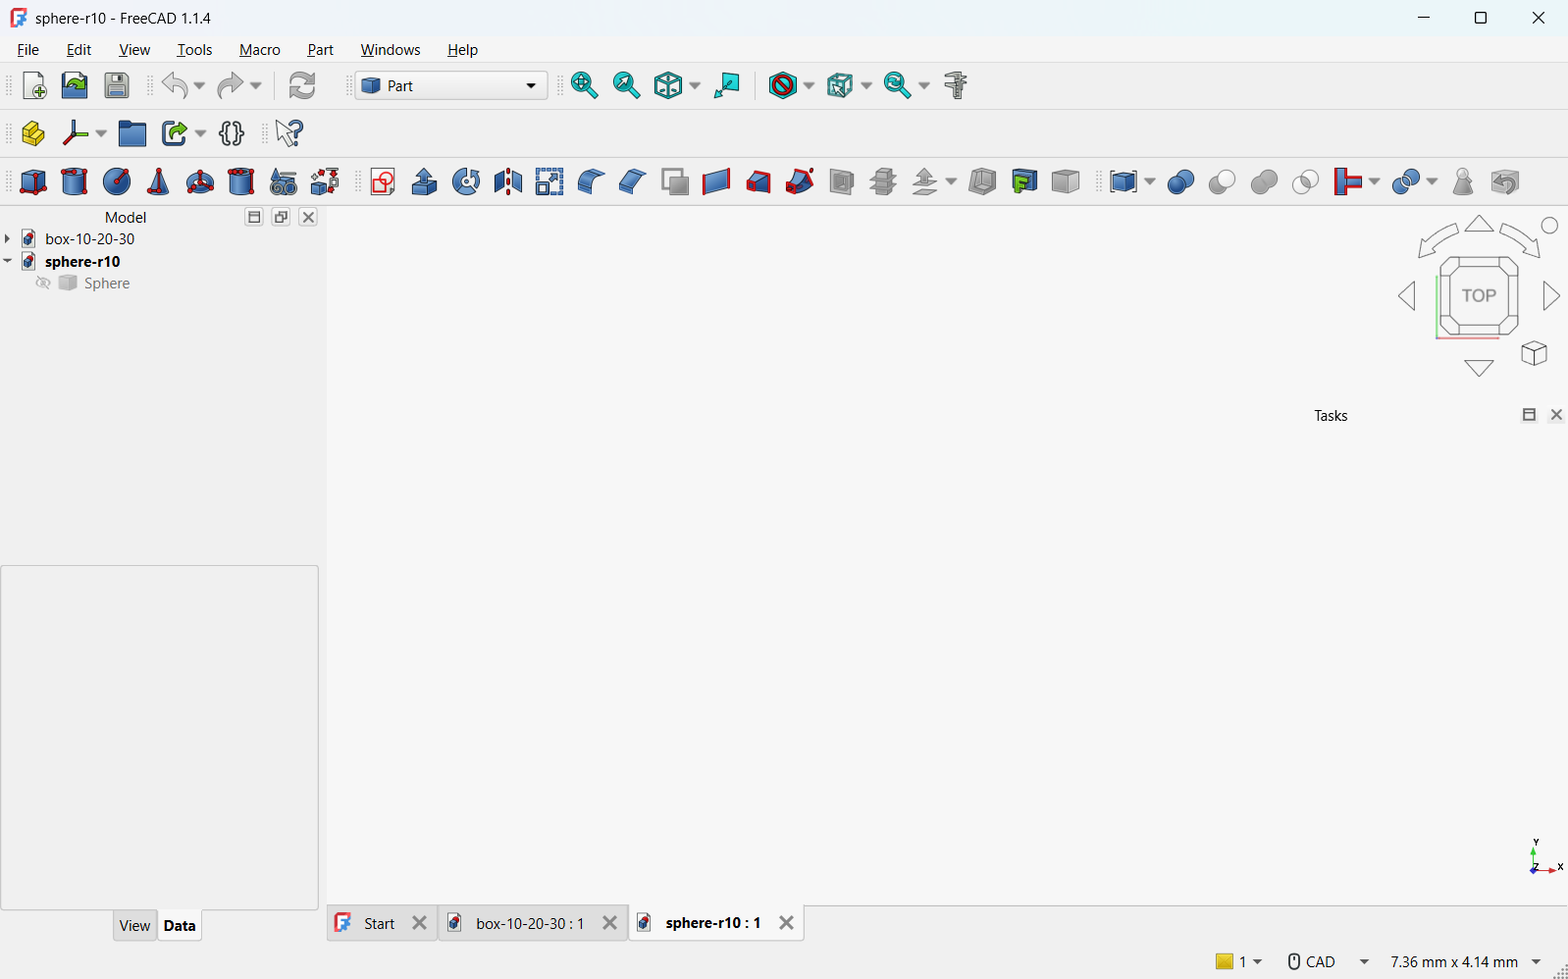 sphere-r10 - FreeCAD 1.1.4
File Edit View Tools Macro Part Windows Help
Part
Model
box-10-20-30
sphere-r10
Sphere
TOP
Tasks
Y
Z X
View Data
Start box-10-20-30 : 1 sphere-r10 : 1
1 CAD 7.36 mm x 4.14 mm